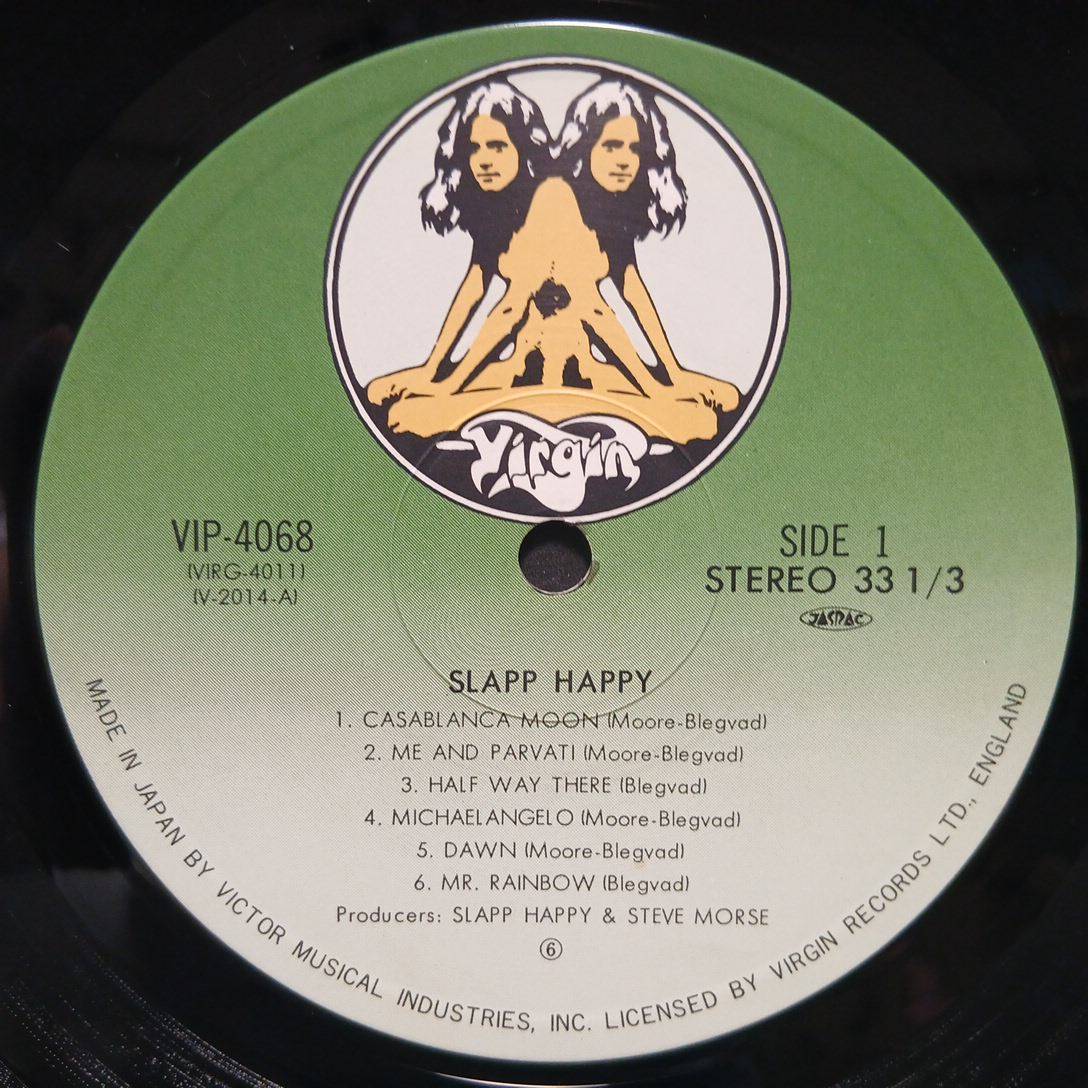 Virgin
VIP-4068
(VIRG-4011)
(V-2014-A)
SIDE 1
STEREO 33 1/3
JASRAC
SLAPP HAPPY
1. CASABLANCA MOON (Moore-Blegvad)
2. ME AND PARVATI (Moore-Blegvad)
3. HALF WAY THERE (Blegvad)
4. MICHAELANGELO (Moore-Blegvad)
5. DAWN (Moore-Blegvad)
6. MR. RAINBOW (Blegvad)
Producers: SLAPP HAPPY & STEVE MORSE
⑥
MADE IN JAPAN BY VICTOR MUSICAL INDUSTRIES, INC. LICENSED BY VIRGIN RECORDS LTD., ENGLAND